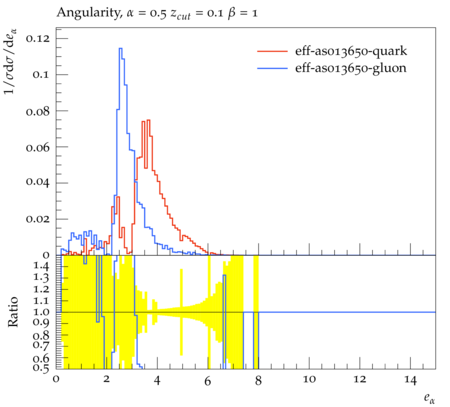 Angularity, α = 0.5 z_cut = 0.1 β = 1
1/σdσ/de_α
0.12
0.1
0.08
0.06
0.04
0.02
0
eff-as013650-quark
eff-as013650-gluon
Ratio
1.4
1.3
1.2
1.1
1.0
0.9
0.8
0.7
0.6
0.5
0 2 4 6 8 10 12 14
e_α